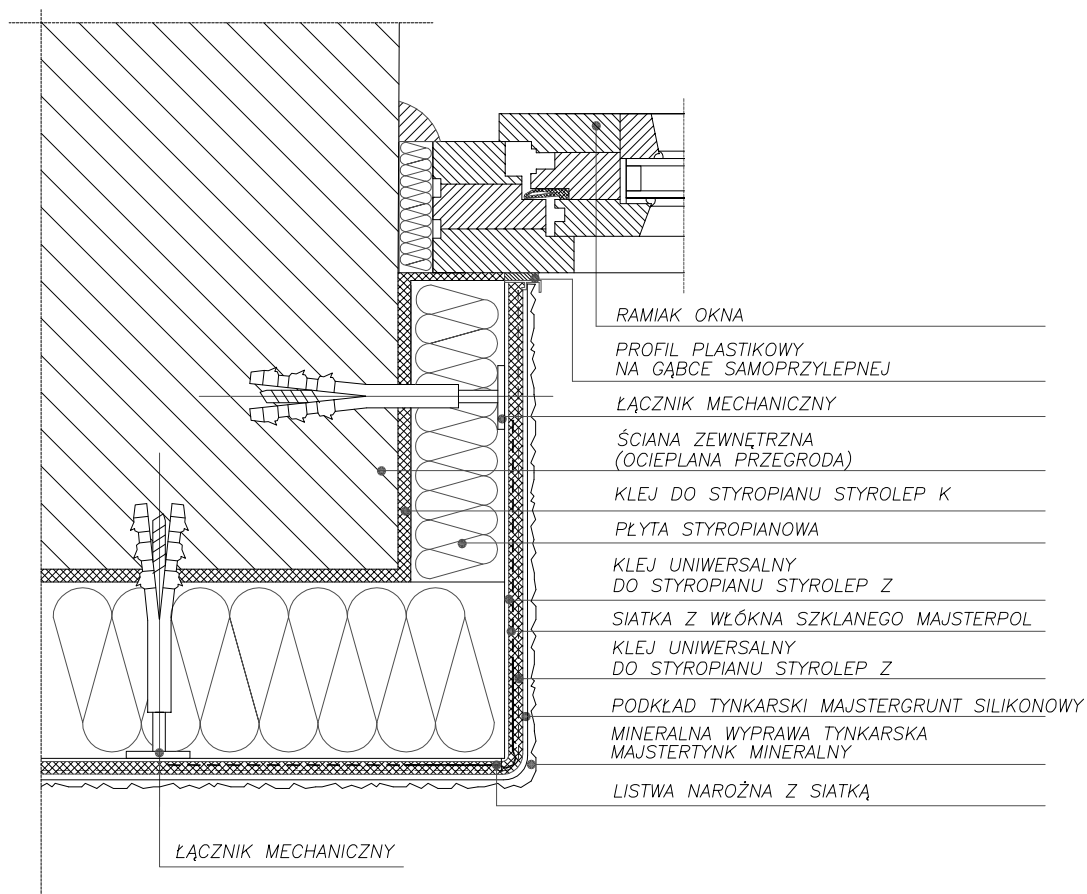 RAMIAK OKNA
PROFIL PLASTIKOWY
NA GĄBCE SAMOPRZYLEPNEJ
ŁĄCZNIK MECHANICZNY
ŚCIANA ZEWNĘTRZNA
(OCIEPLANA PRZEGRODA)
KLEJ DO STYROPIANU STYROLEP K
PŁYTA STYROPIANOWA
KLEJ UNIWERSALNY
DO STYROPIANU STYROLEP Z
SIATKA Z WŁÓKNA SZKLANEGO MAJSTERPOL
KLEJ UNIWERSALNY
DO STYROPIANU STYROLEP Z
PODKŁAD TYNKARSKI MAJSTERGRUNT SILIKONOWY
MINERALNA WYPRAWA TYNKARSKA
MAJSTERTYNK MINERALNY
LISTWA NAROŻNA Z SIATKĄ
ŁĄCZNIK MECHANICZNY